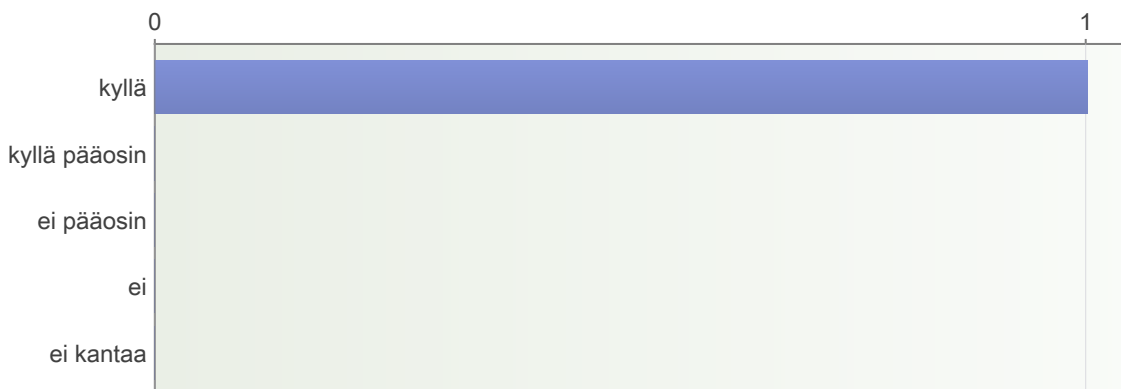 0 1
kyllä
kyllä pääosin
ei pääosin
ei
ei kantaa